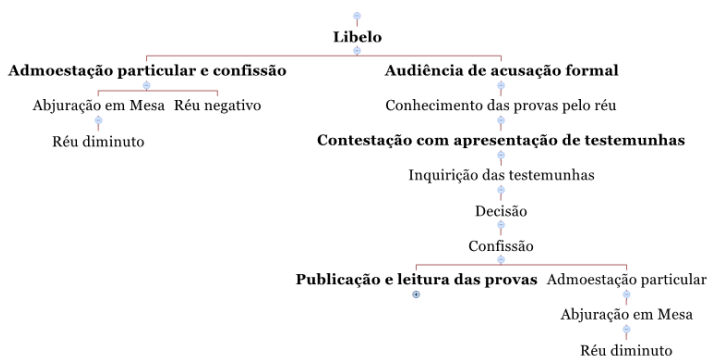 Libelo
Admoestação particular e confissão
Audiência de acusação formal
Abjuração em Mesa
Réu negativo
Conhecimento das provas pelo réu
Réu diminuto
Contestação com apresentação de testemunhas
Inquirição das testemunhas
Decisão
Confissão
Publicação e leitura das provas
Admoestação particular
Abjuração em Mesa
Réu diminuto